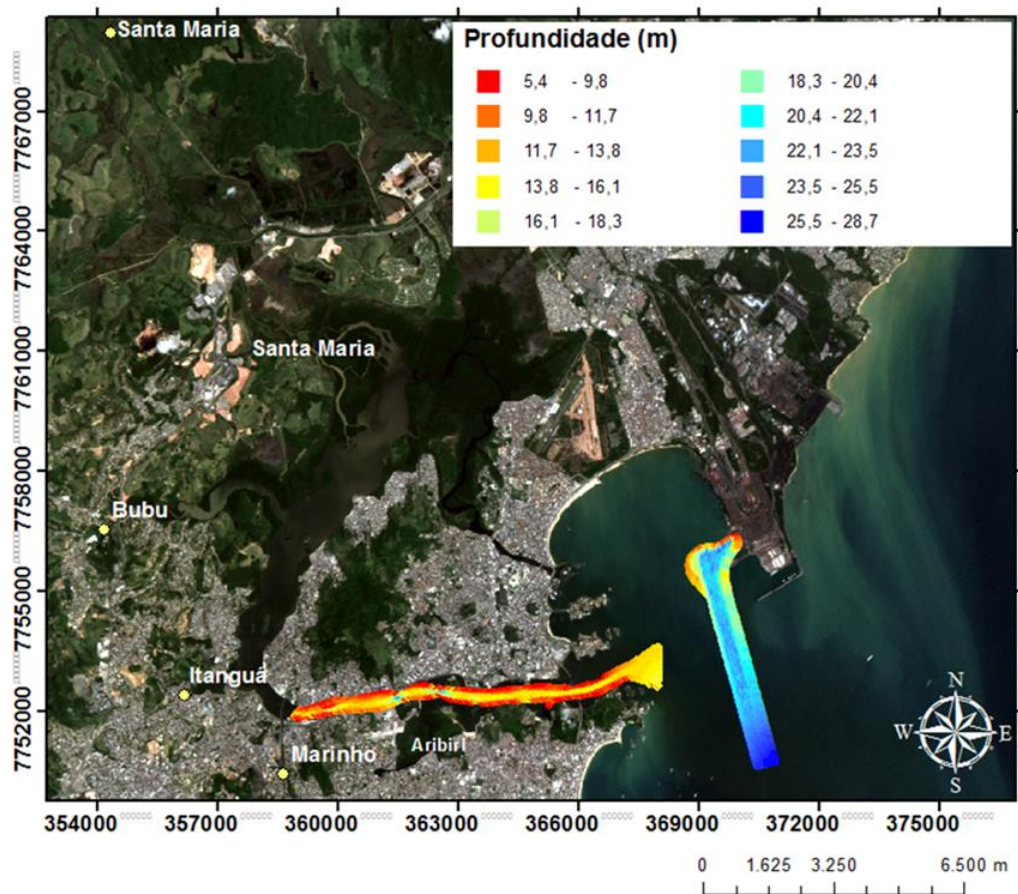 Santa Maria
Profundidade (m)
5,4 - 9,8
9,8 - 11,7
11,7 - 13,8
13,8 - 16,1
16,1 - 18,3
18,3 - 20,4
20,4 - 22,1
22,1 - 23,5
23,5 - 25,5
25,5 - 28,7
7767000
7764000
7761000
7758000
7755000
7752000
Santa Maria
Bubu
Itanguá
Marinho
Aribiri
N
W E
S
354000 357000 360000 363000 366000 369000 372000 375000
0 1.625 3.250 6.500 m